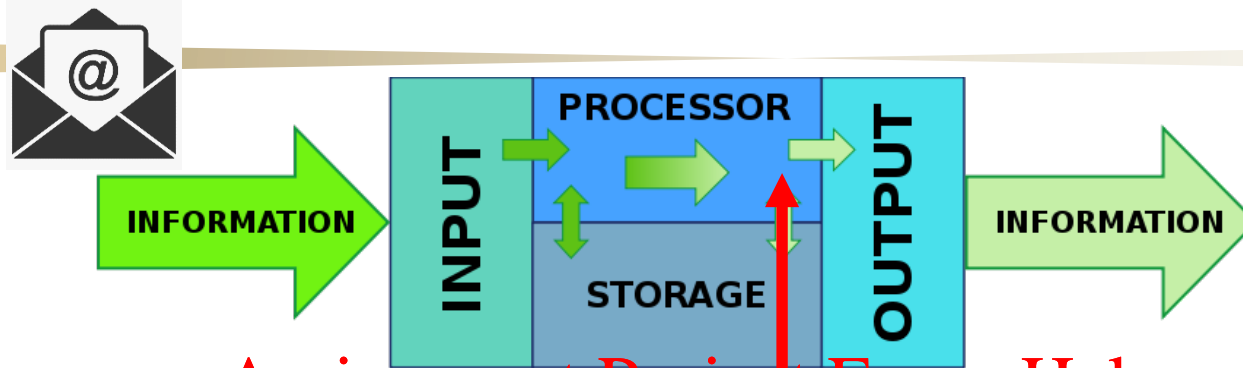 @
PROCESSOR
INPUT
OUTPUT
INFORMATION
INFORMATION
STORAGE